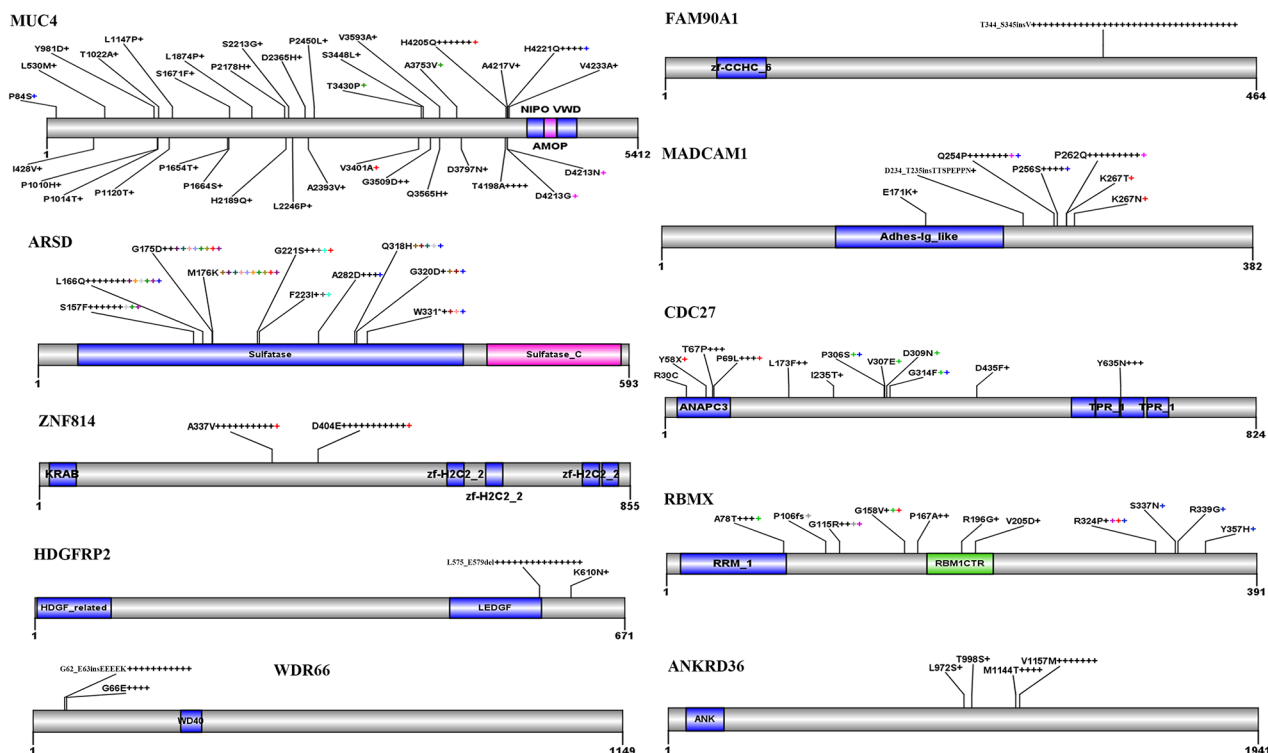 MUC4
L1147P+
Y981D+
T1022A+
L530M+
P84S+
L1874P+
S1671F+
S2213G+
P2178H+
P2450L+
D2365H+
V3593A+
S3448L+
A3753V+
T3430P+
H4205Q++++++
A4217V+
H4221Q+++++
V4233A+
NIPO VWD
AMOP
1
5412
I428V+
P1010H+
P1014T+
P1120T+
P1654T+
P1664S+
H2189Q+
L2246P+
A2393V+
V3401A+
G3509D++
Q3565H+
D3797N+
T4198A++++
D4213N+
D4213G+
ARSD
G175D
M176K
L166Q
S157F
G221S
F223I
A282D++++
Q318H
G320D
W331*
Sulfatase
Sulfatase_C
1
593
ZNF814
A337V
D404E
KRAB
zf-H2C2_2
zf-H2C2_2
zf-H2C2_2
1
855
HDGFRP2
L575_E579del
K610N+
HDGF_related
LEDGF
1
671
WDR66
G62_E63insEEEEK
G66E++++
WD40
1
1149
FAM90A1
T344_S345insV
zf-CCHC_6
1
464
MADCAM1
Q254P
P262Q
D234_T235insTTSPEPPN+
P256S+++++
K267T+
E171K+
K267N+
Adhes-Ig_like
1
382
CDC27
T67P+++
Y58X+
P69L++++
R30C
L173F++
P306S++
I235T+
V307E+
D309N+
G314F++
D435F+
Y635N+++
ANAPC3
TPR_1
TPR_1
1
824
RBMX
A78T++++
P106fs+
G115R
G158V
P167A++
R196G+
V205D+
R324P
S337N+
R339G+
Y357H+
RRM_1
RBM1CTR
1
391
ANKRD36
L972S+
T998S+
M1144T++++
V1157M+++++++
ANK
1
1941